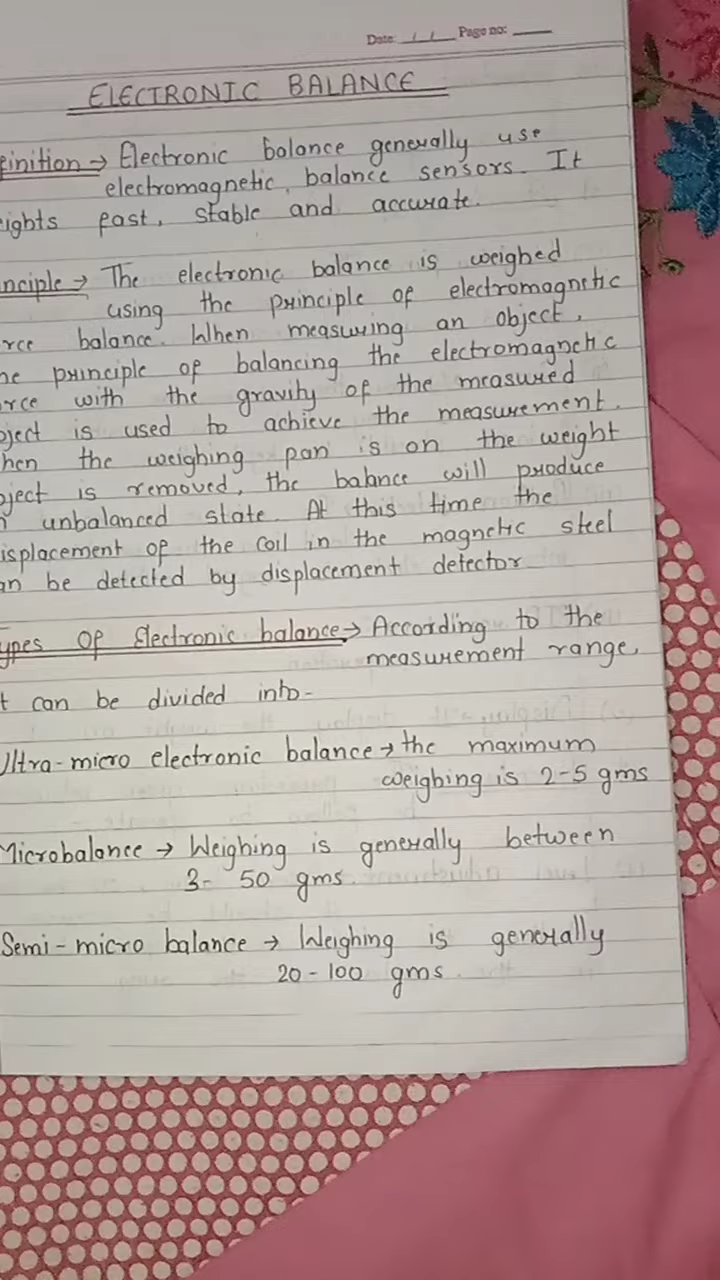 Date: / / Page no:
ELECTRONIC BALANCE
finition → Electronic balance generally use
electromagnetic balance sensors. It
eights fast, stable and accurate.
nciple → The electronic balance is weighed
using the principle of electromagnetic
rce balance. When measuring an object,
he principle of balancing the electromagnetic
orce with the gravity of the measured
bject is used to achieve the measurement.
hen the weighing pan is on the weight
bject is removed, the balance will produce
n unbalanced state. At this time the
isplacement of the coil in the magnetic steel
an be detected by displacement detector
ypes Of Electronic balance → According to the
measurement range,
t can be divided into-
Ultra-micro electronic balance → the maximum
weighing is 2-5 gms
Microbalance → Weighing is generally between
3- 50 gms.
Semi-micro balance → Weighing is generally
20-100 gms.